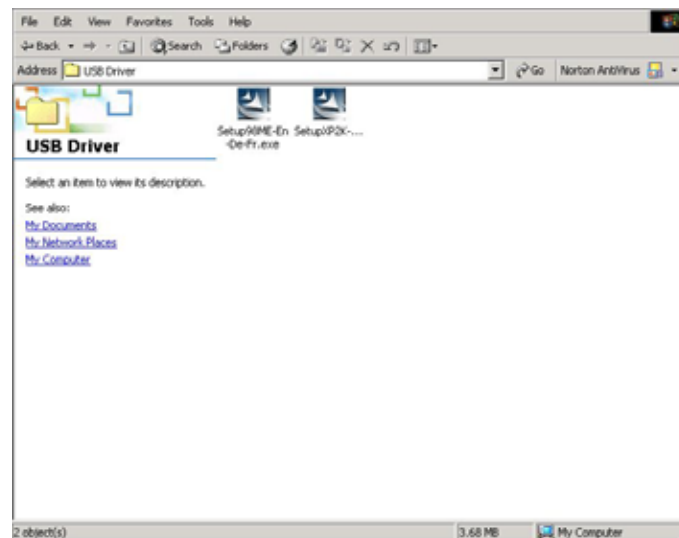 File Edit View Favorites Tools Help
Back Search Folders
Address USB Driver Go Norton AntiVirus
Setup98ME-En SetupXP2K-....
-De-Fr.exe
USB Driver
Select an item to view its description.
See also:
My Documents
My Network Places
My Computer
2 object(s) 3.68 MB My Computer